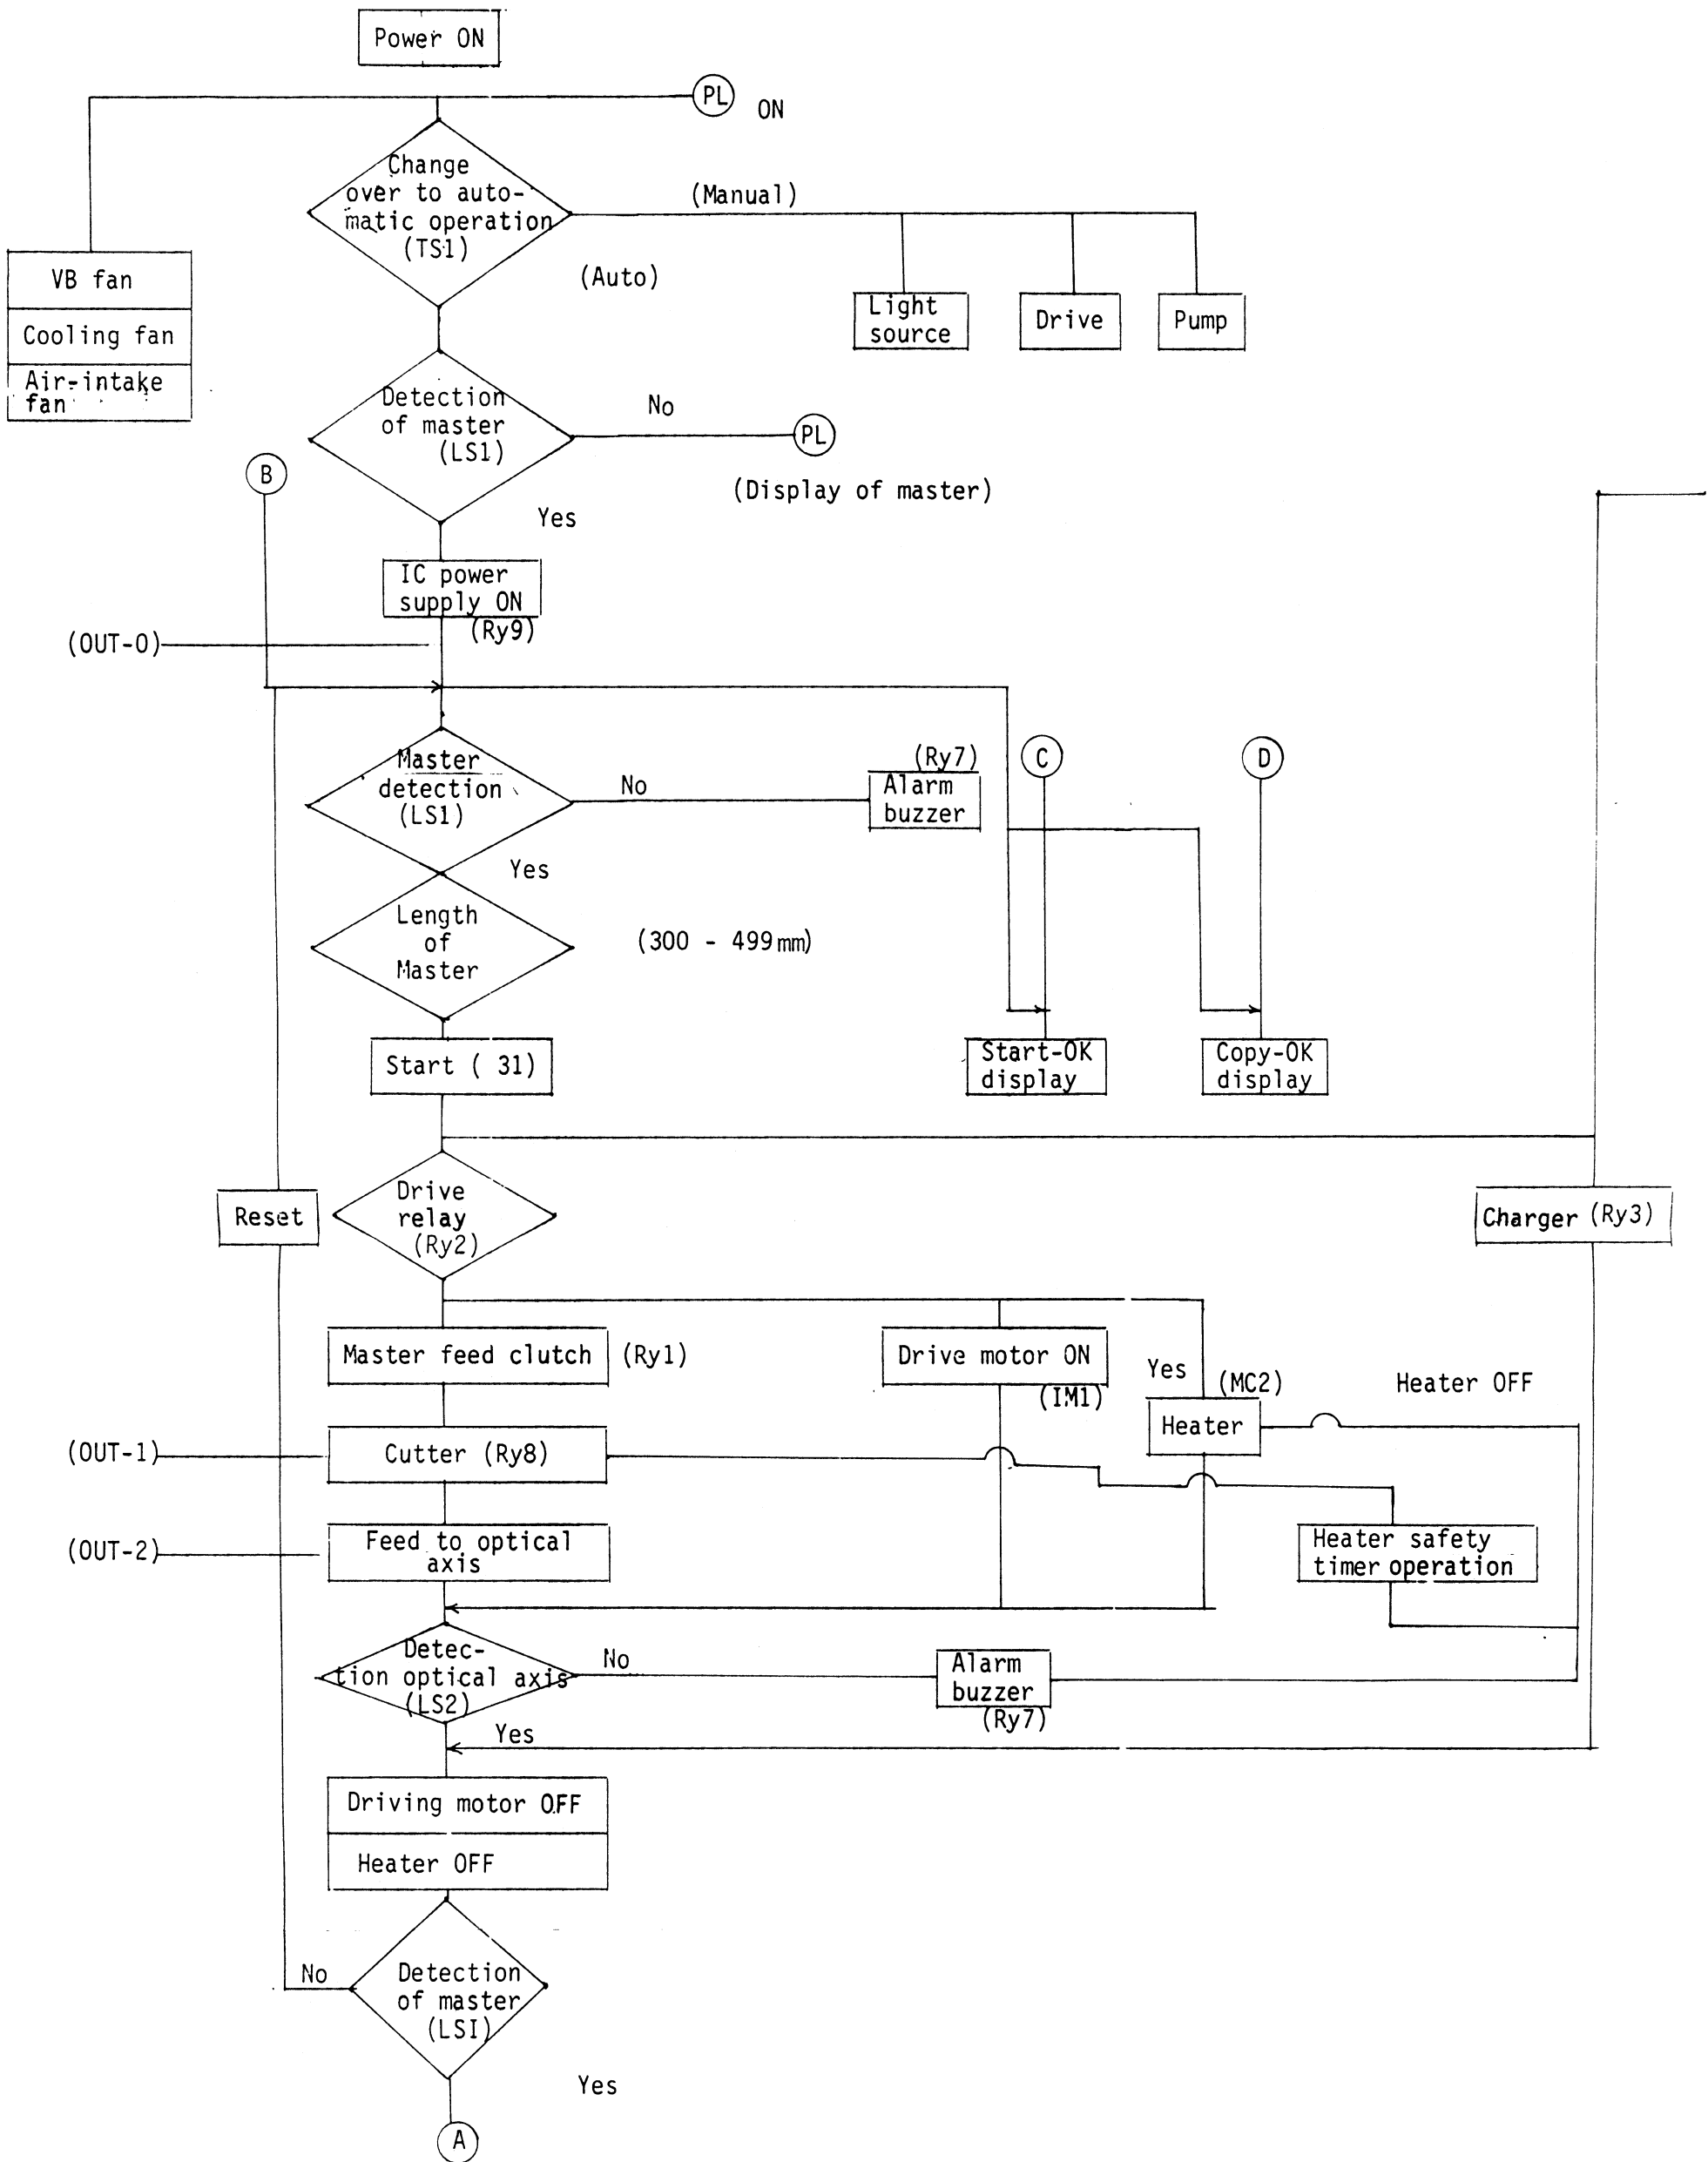 Power ON
PL
ON
Change
over to auto-
matic operation
(TS1)
(Manual)
(Auto)
VB fan
Cooling fan
Air-intake
fan
Light
source
Drive
Pump
Detection
of master
(LS1)
No
PL
(Display of master)
B
Yes
IC power
supply ON
(Ry9)
(OUT-0)
Master
detection
(LS1)
No
(Ry7)
Alarm
buzzer
C
D
Yes
Length
of
Master
(300 - 499mm)
Start ( 31)
Start-OK
display
Copy-OK
display
Reset
Drive
relay
(Ry2)
Charger (Ry3)
Master feed clutch
(Ry1)
Drive motor ON
(IM1)
Yes
(MC2)
Heater
Heater OFF
(OUT-1)
Cutter (Ry8)
(OUT-2)
Feed to optical
axis
Heater safety
timer operation
Detec-
tion optical axis
(LS2)
No
Alarm
buzzer
(Ry7)
Yes
Driving motor OFF
Heater OFF
No
Detection
of master
(LSI)
Yes
A